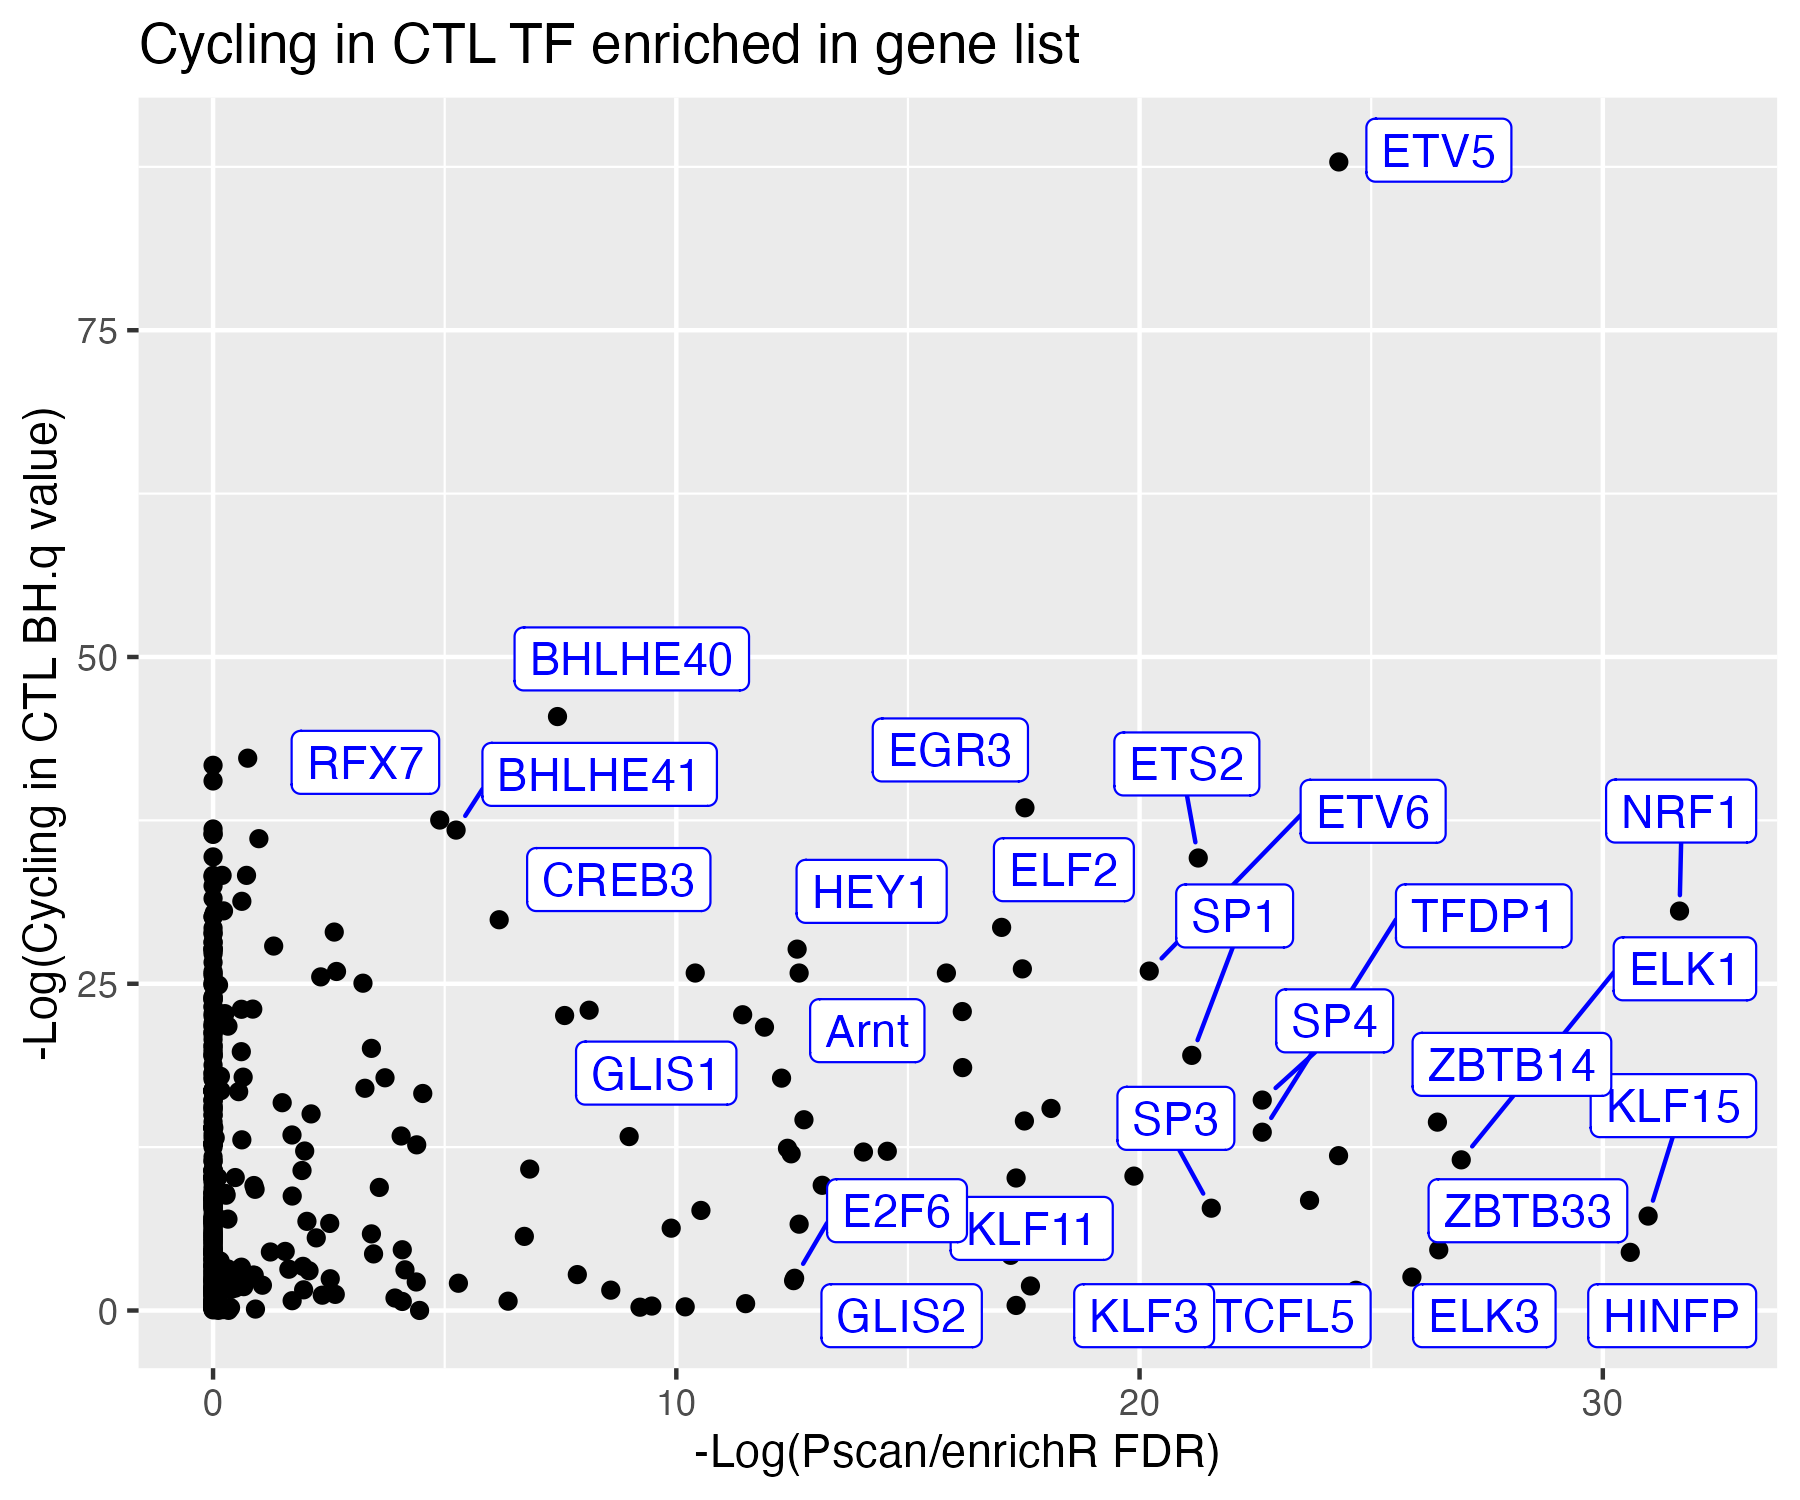 Cycling in CTL TF enriched in gene list
-Log(Cycling in CTL BH.q value)
75
50
25
0
ETV5
BHLHE40
RFX7
BHLHE41
EGR3
ETS2
ETV6
NRF1
CREB3
HEY1
ELF2
SP1
TFDP1
ELK1
Arnt
SP4
GLIS1
ZBTB14
KLF15
SP3
E2F6
KLF11
ZBTB33
GLIS2
KLF3
TCFL5
ELK3
HINFP
0
10
20
30
-Log(Pscan/enrichR FDR)